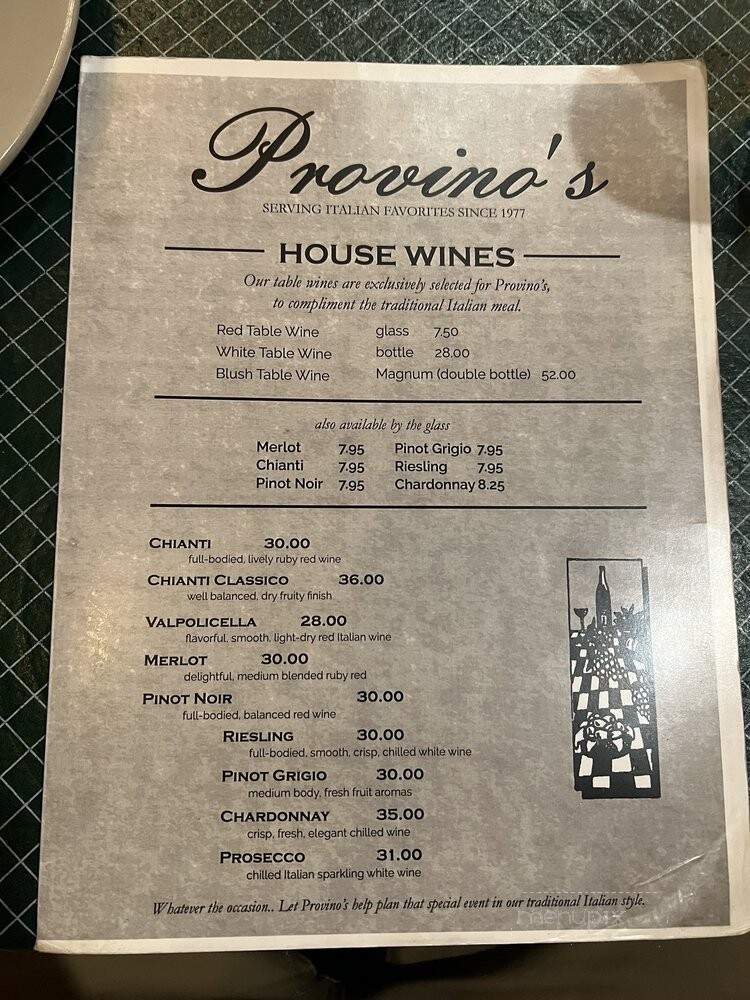 Provino's
SERVING ITALIAN FAVORITES SINCE 1977
HOUSE WINES
Our table wines are exclusively selected for Provino's,
to compliment the traditional Italian meal.
Red Table Wine glass 7.50
White Table Wine bottle 28.00
Blush Table Wine Magnum (double bottle) 52.00
also available by the glass
Merlot 7.95 Pinot Grigio 7.95
Chianti 7.95 Riesling 7.95
Pinot Noir 7.95 Chardonnay 8.25
CHIANTI 30.00
full-bodied, lively ruby red wine
CHIANTI CLASSICO 36.00
well balanced, dry fruity finish
VALPOLICELLA 28.00
flavorful, smooth, light-dry red Italian wine
MERLOT 30.00
delightful, medium blended ruby red
PINOT NOIR 30.00
full-bodied, balanced red wine
RIESLING 30.00
full-bodied, smooth, crisp, chilled white wine
PINOT GRIGIO 30.00
medium body, fresh fruit aromas
CHARDONNAY 35.00
crisp, fresh, elegant chilled wine
PROSECCO 31.00
chilled Italian sparkling white wine
Whatever the occasion.. Let Provino's help plan that special event in our traditional Italian style.
menupix